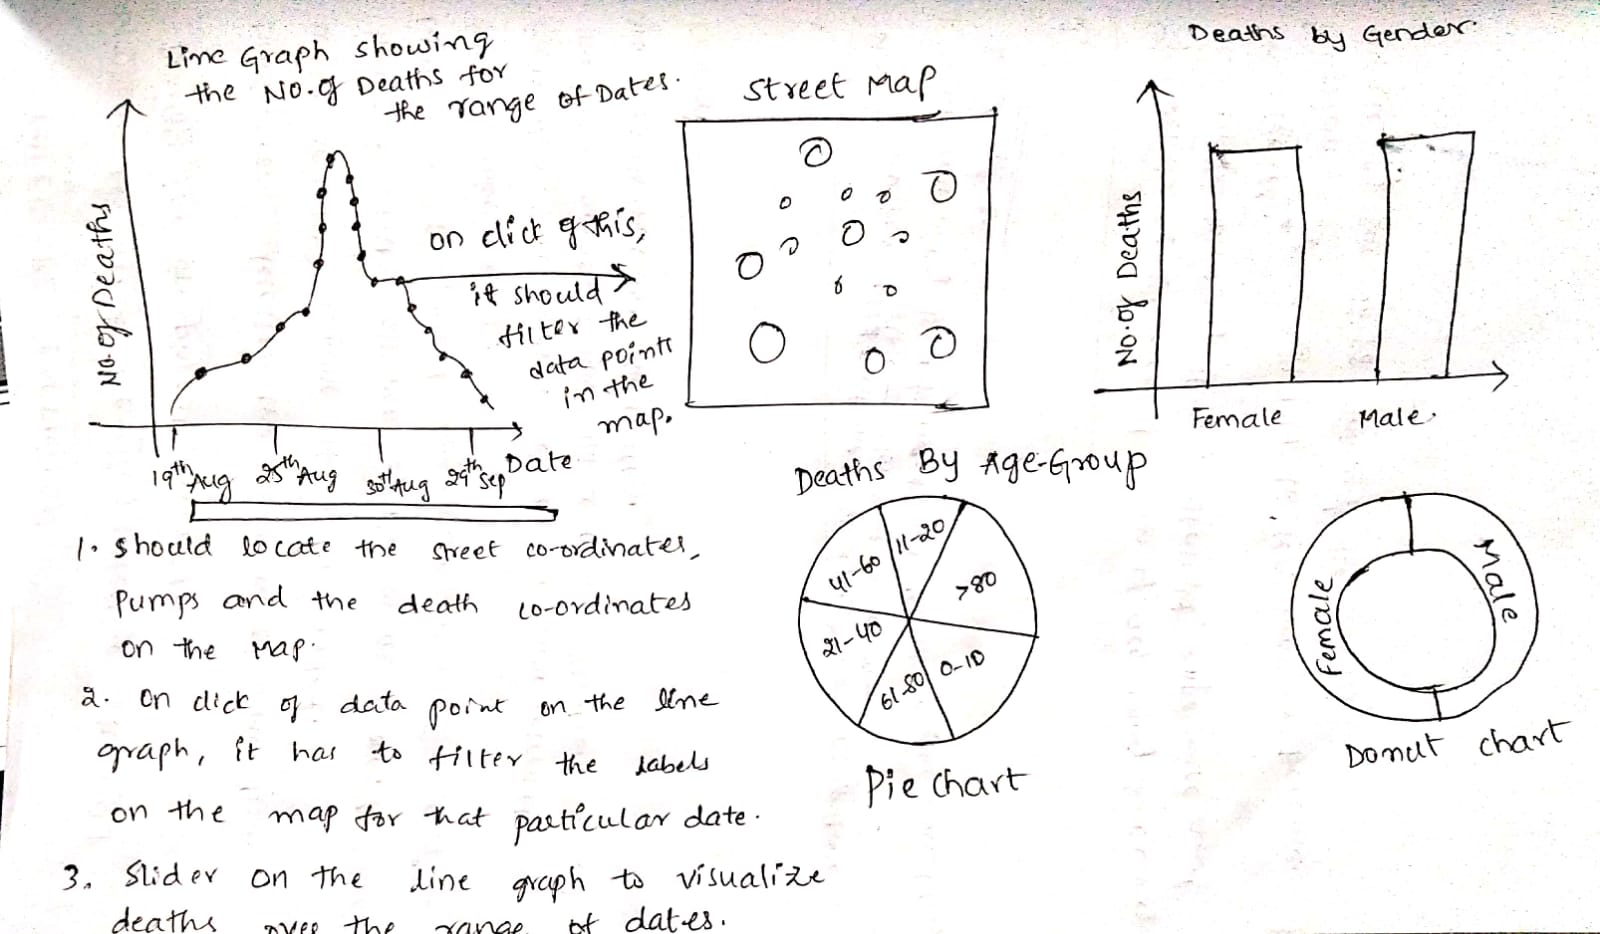 Line Graph showing
the No. of Deaths for
the range of Dates.
No. of Deaths
on click of this,
it should
filter the
data points
in the
map.
19th Aug 25th Aug 30th Aug 29th Sep Date
Street Map
Deaths by Gender.
No. of Deaths
Female Male.
1. Should locate the street co-ordinates,
Pumps and the death co-ordinates
on the Map.
2. On click of data point on the line
graph, it has to filter the labels
on the map for that particular date.
3. Slider on the line graph to visualize
deaths over the range of dates.
Deaths By Age-Group
11-20
41-60
>80
21-40
0-10
61-80
Pie Chart
Female
Male
Donut chart